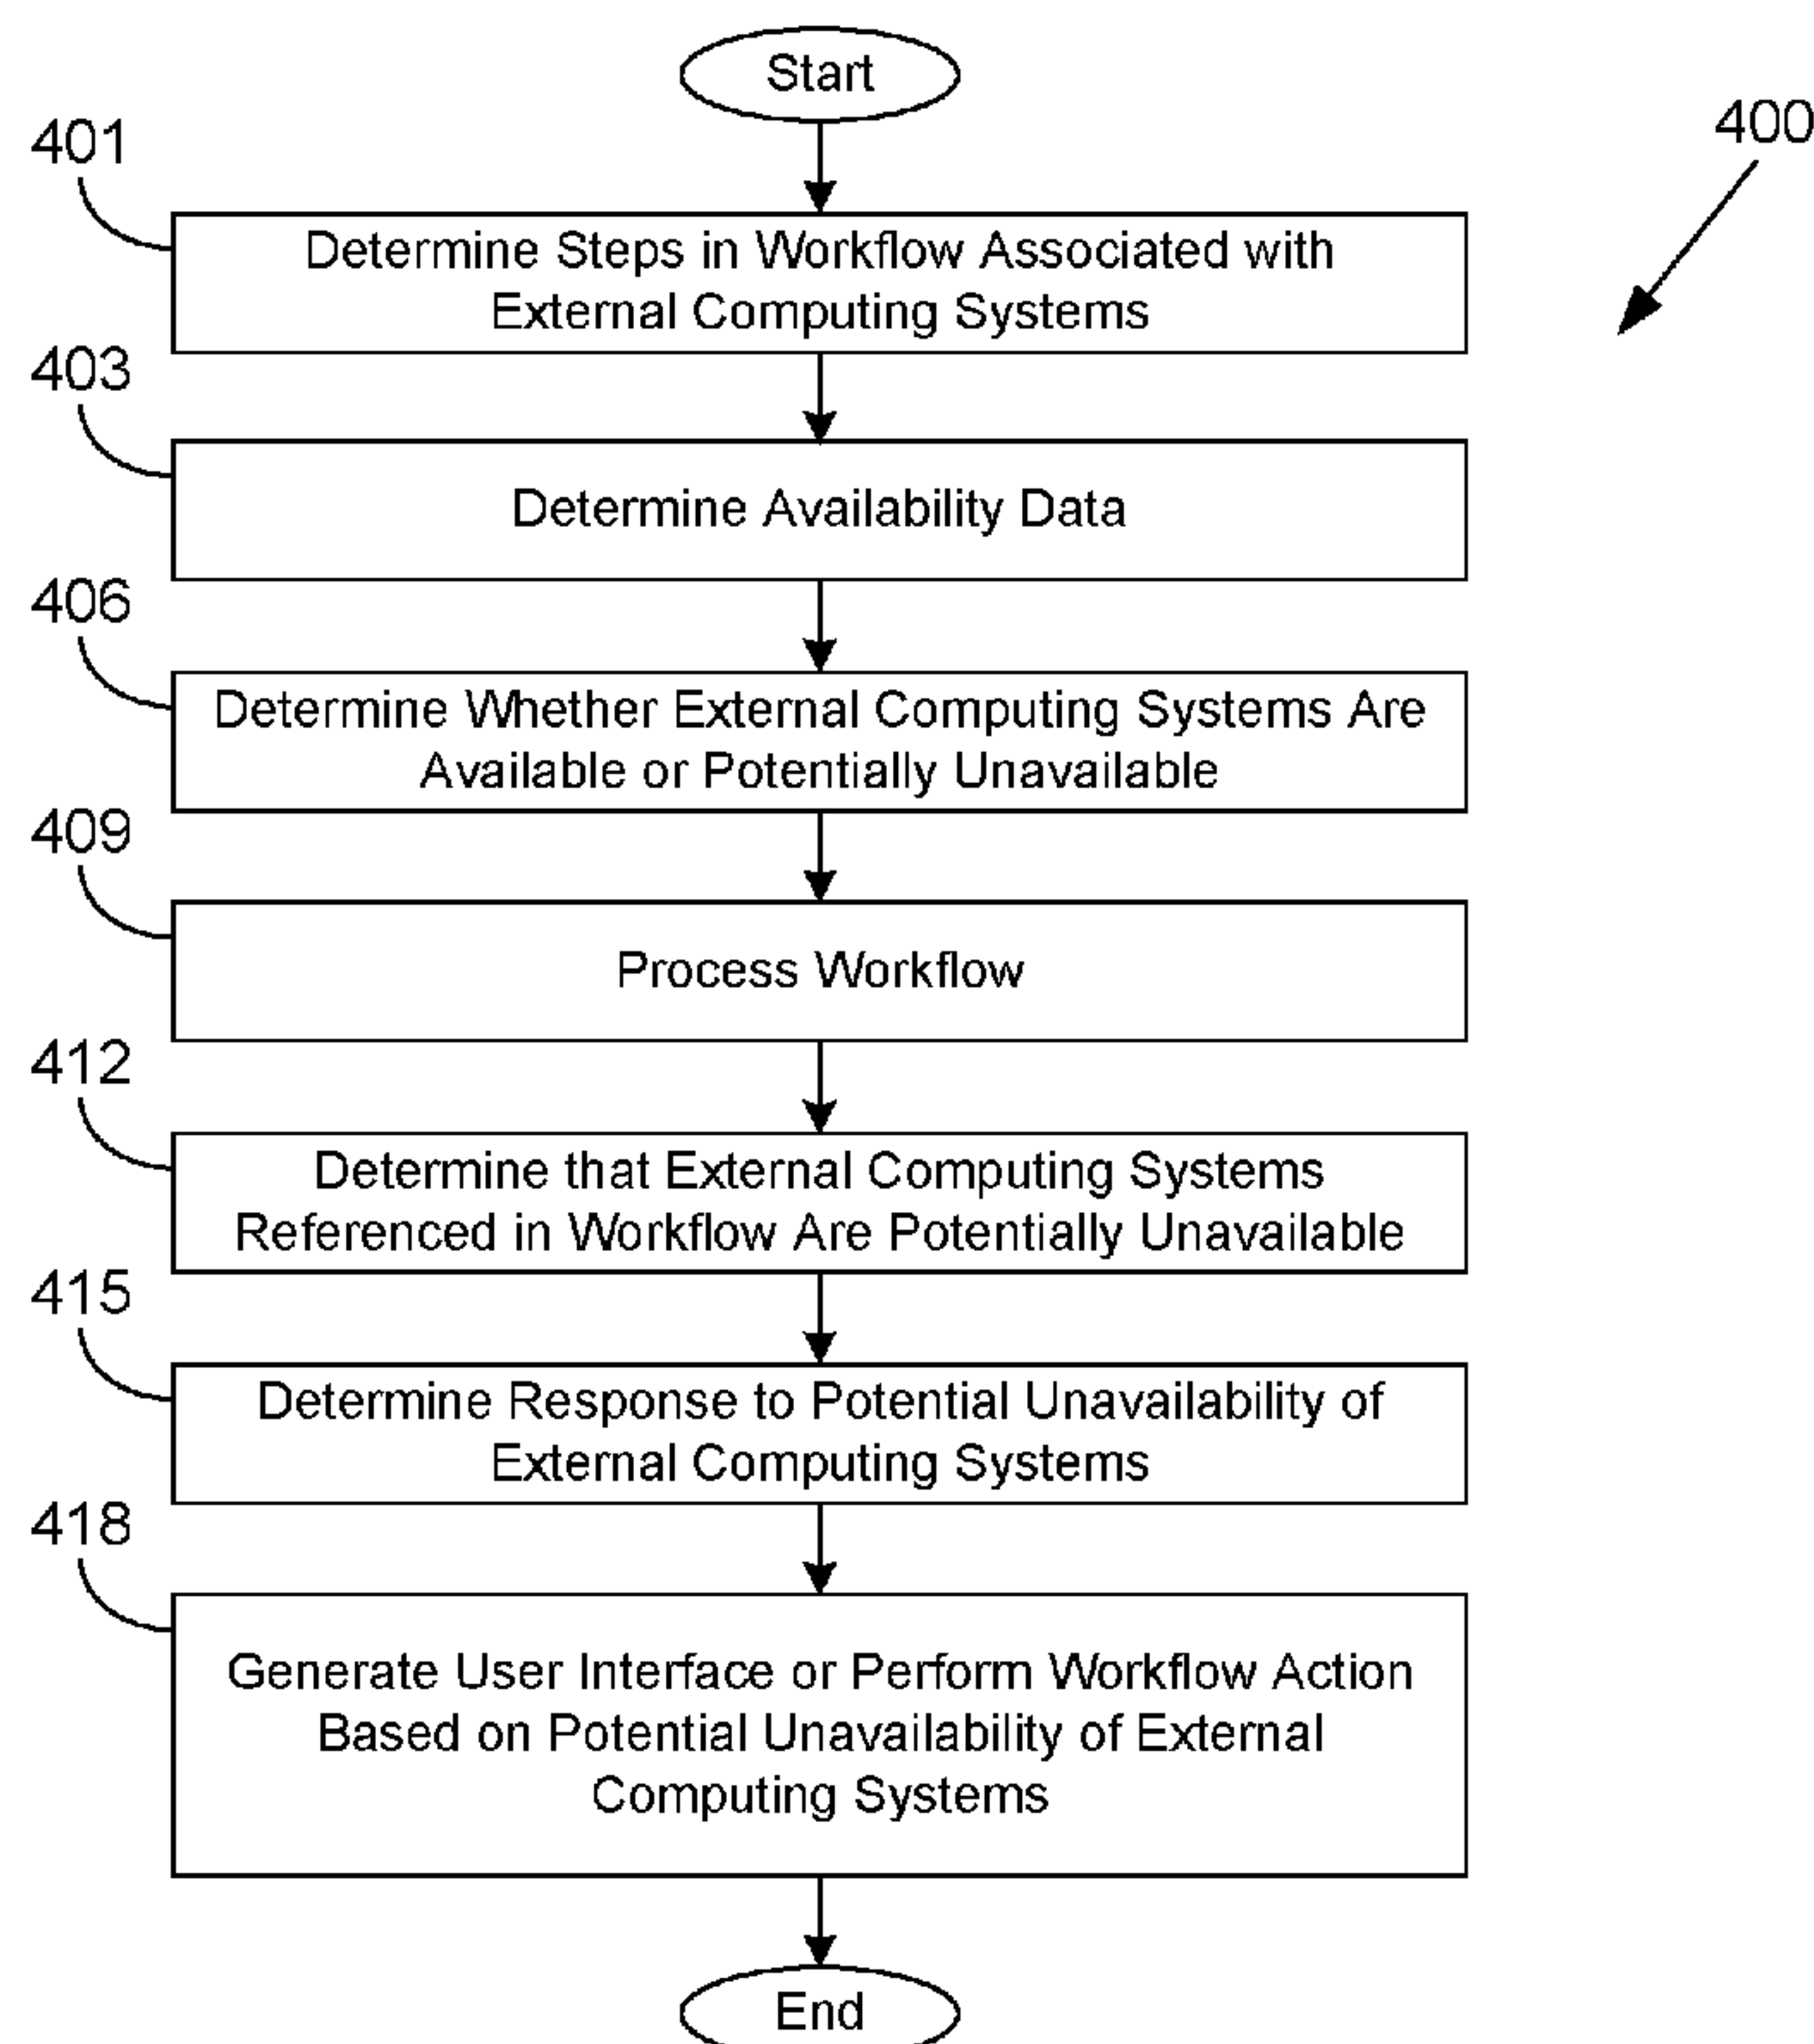 Start
400
401
Determine Steps in Workflow Associated with
External Computing Systems
403
Determine Availability Data
406
Determine Whether External Computing Systems Are
Available or Potentially Unavailable
409
Process Workflow
412
Determine that External Computing Systems
Referenced in Workflow Are Potentially Unavailable
415
Determine Response to Potential Unavailability of
External Computing Systems
418
Generate User Interface or Perform Workflow Action
Based on Potential Unavailability of External
Computing Systems
End